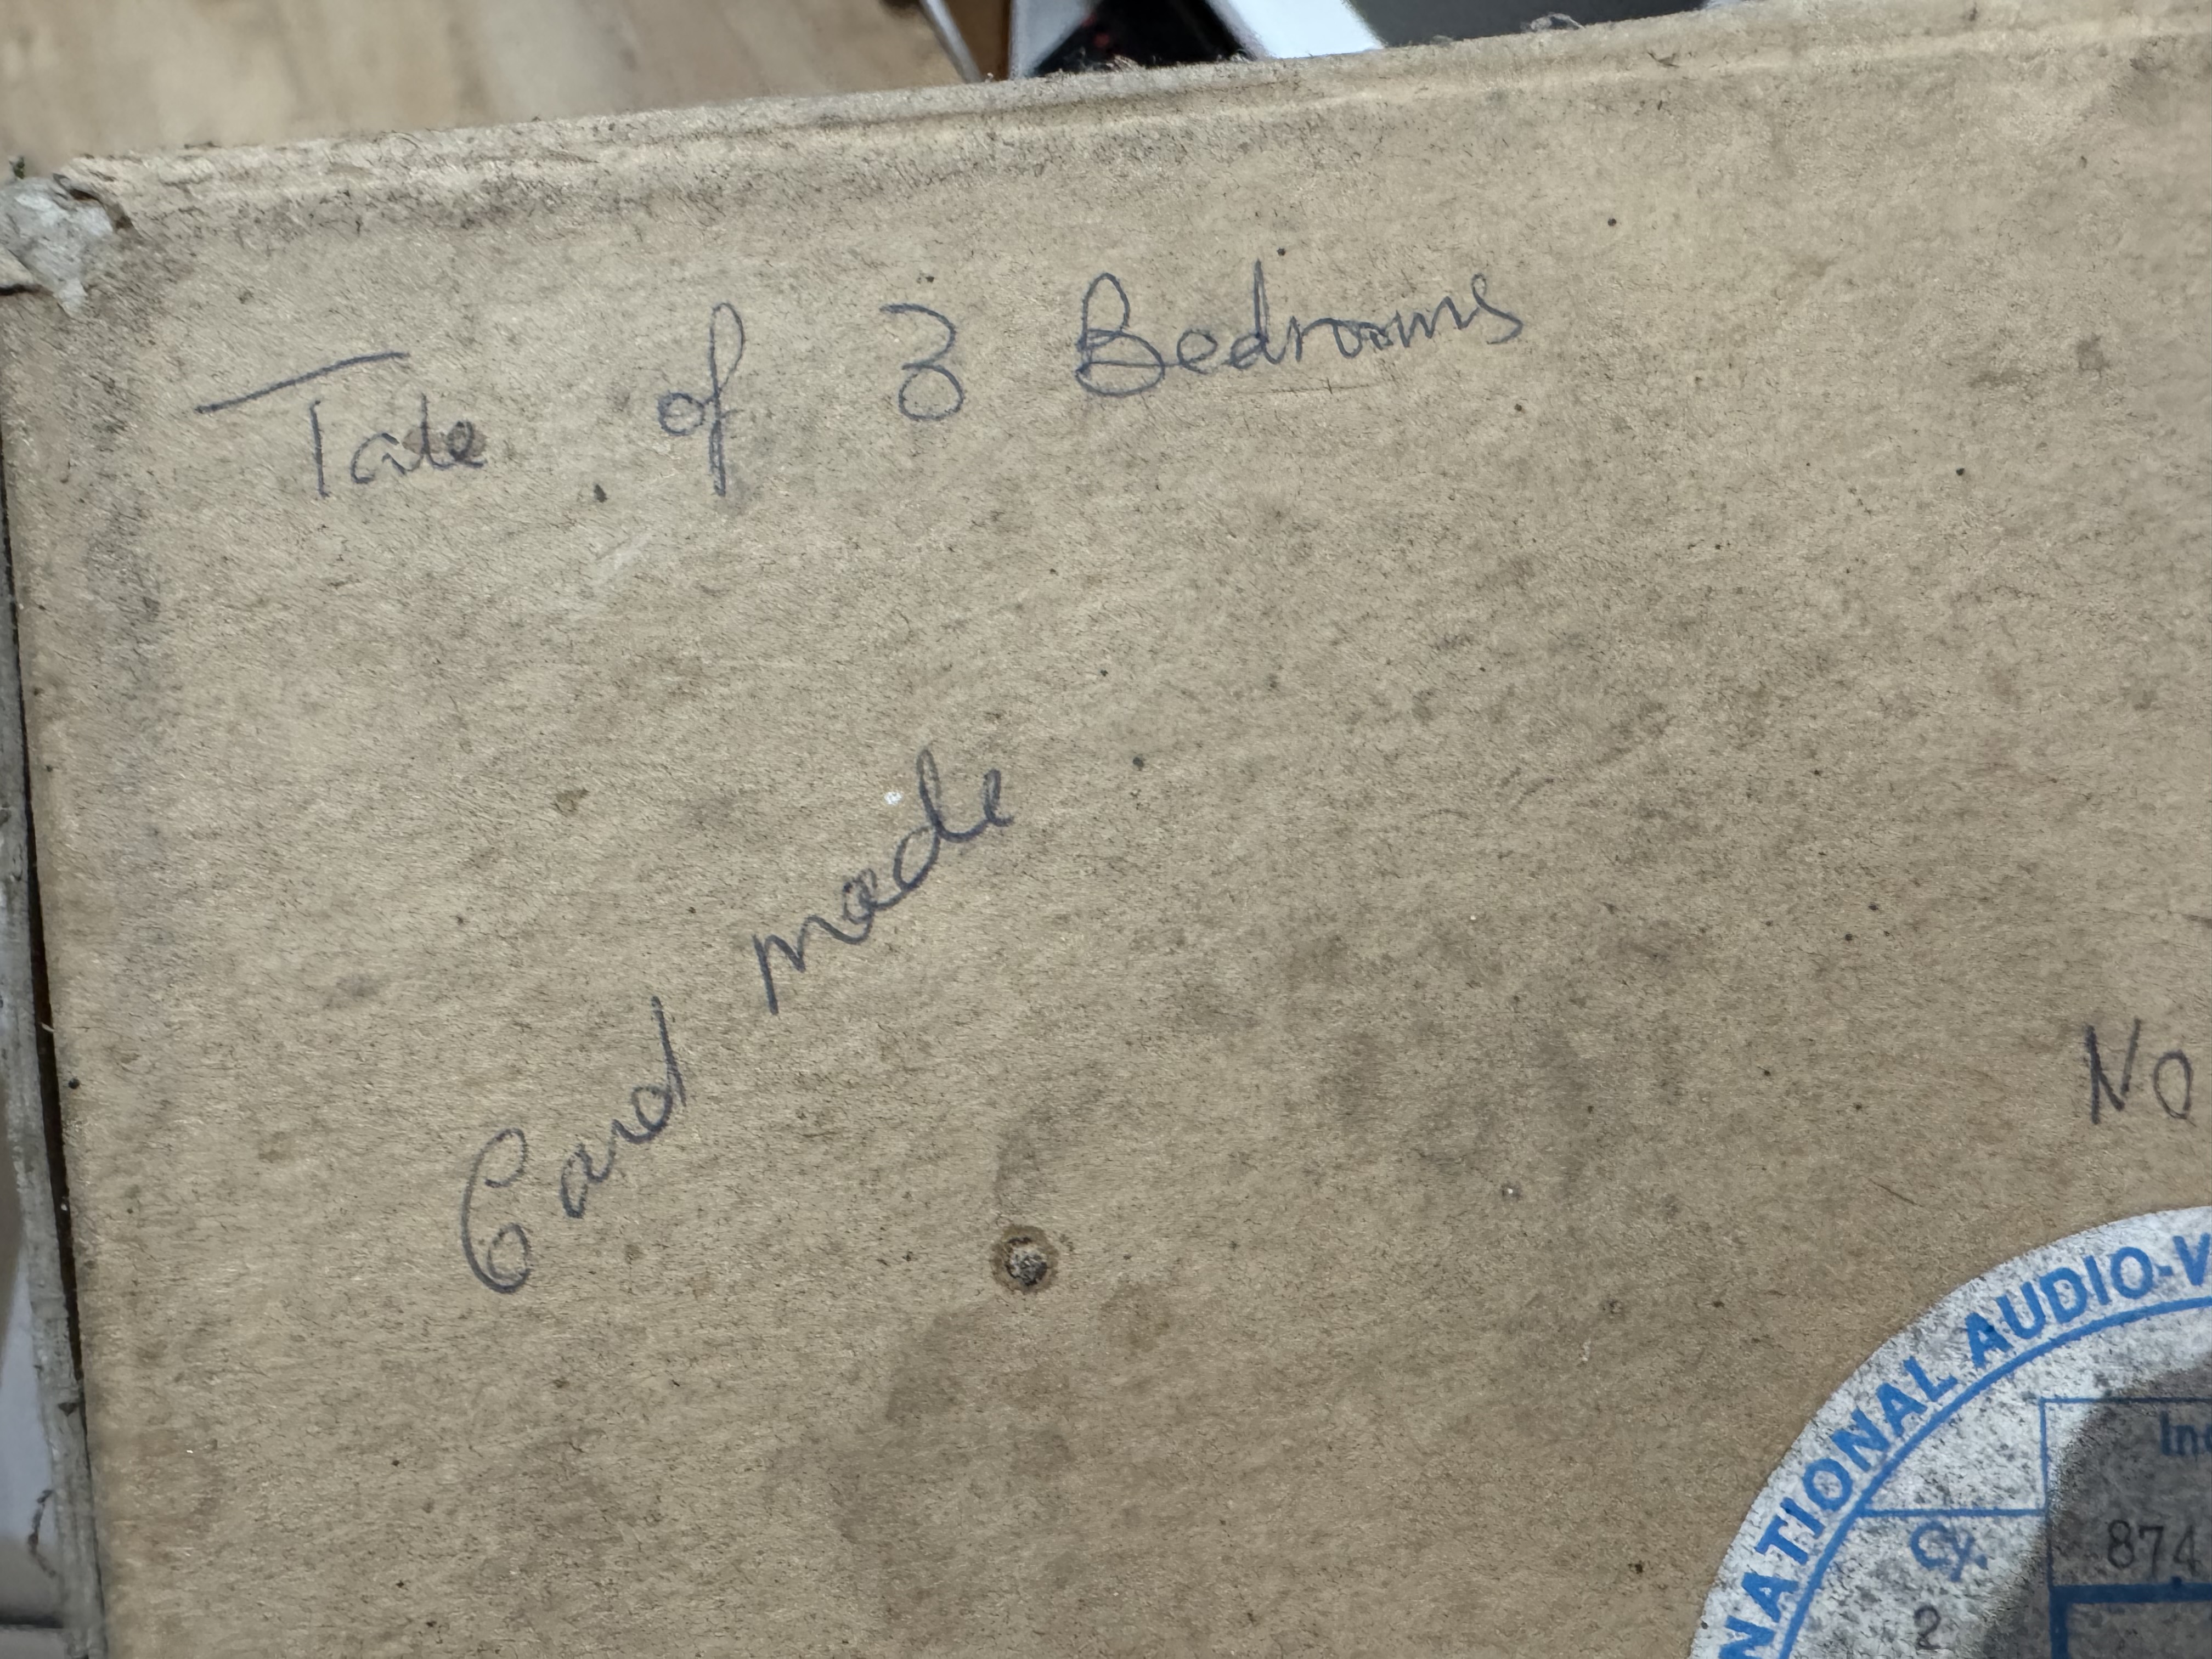 Tale of 3 Bedrooms
Card made
No
NATIONAL AUDIO-V
Cy.
874
2